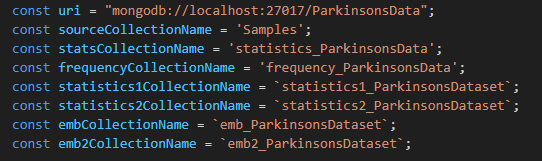 const uri = "mongodb://localhost:27017/ParkinsonsData";
const sourceCollectionName = 'Samples';
const statsCollectionName = 'statistics_ParkinsonsData';
const frequencyCollectionName = 'frequency_ParkinsonsData';
const statistics1CollectionName = `statistics1_ParkinsonsDataset`;
const statistics2CollectionName = `statistics2_ParkinsonsDataset`;
const embCollectionName = `emb_ParkinsonsDataset`;
const emb2CollectionName = `emb2_ParkinsonsDataset`;